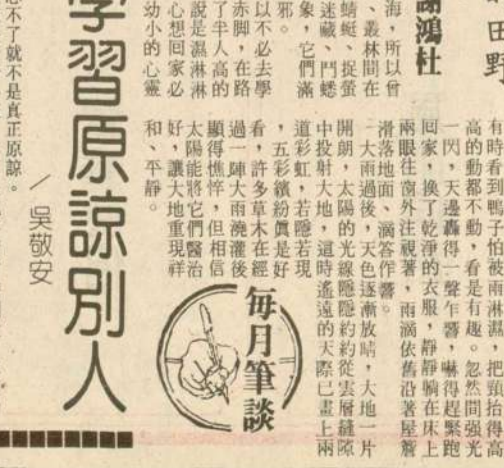 田野
謝鴻杜
海，所以曾
、叢林間在
蜻蜓、捉螢
迷藏、鬥蟋
象，它們滿
邪。
以不必去學
赤腳，在路
了半人高的
說是濕淋淋
心想回家必
幼小的心靈
有時看到鴨子怕被雨淋濕，把頸抬得高
高的動都不動，看是有趣。忽然間強光
一閃，天邊轟得一聲乍響，嚇得趕緊跑
回家，換了乾淨的衣服，靜靜躺在床上
兩眼往窗外注視著，雨滴依舊沿著屋簷
滑落地面、滴答作響。
大雨過後，天色逐漸放晴，大地一片
開朗，太陽的光線隱隱約約從雲層縫隙
中投射大地，這時遙遠的天際已畫上兩
道彩虹，若隱若現
，五彩繽紛真是好
看，許多草木在經
過一陣大雨澆灌後
顯得憔悴，但相信
太陽能將它們醫治
好，讓大地重現祥
和、平靜。
每月筆談
學習原諒別人
／吳敬安
忘不了就不是真正原諒。